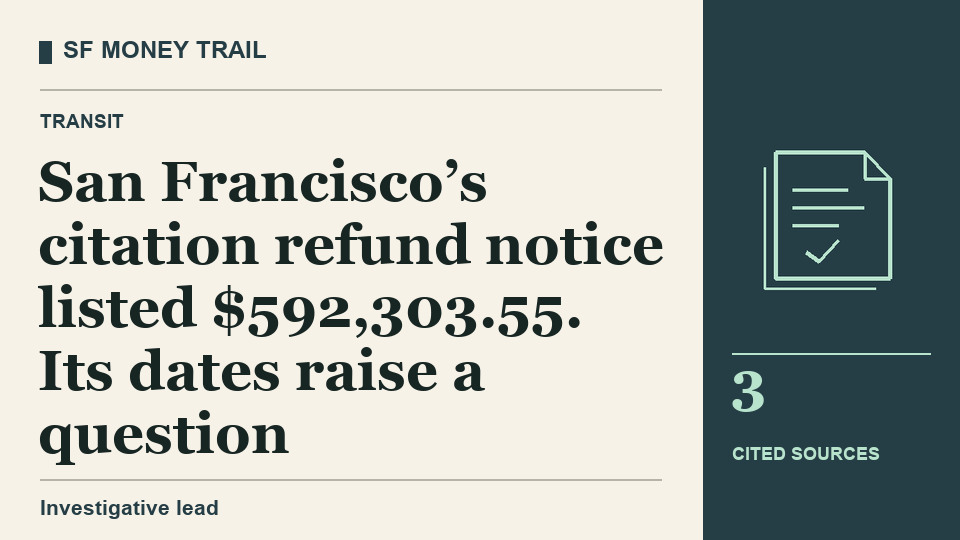 SF MONEY TRAIL
TRANSIT
San Francisco’s
citation refund notice
listed $592,303.55.
Its dates raise a
question
Investigative lead
3
CITED SOURCES